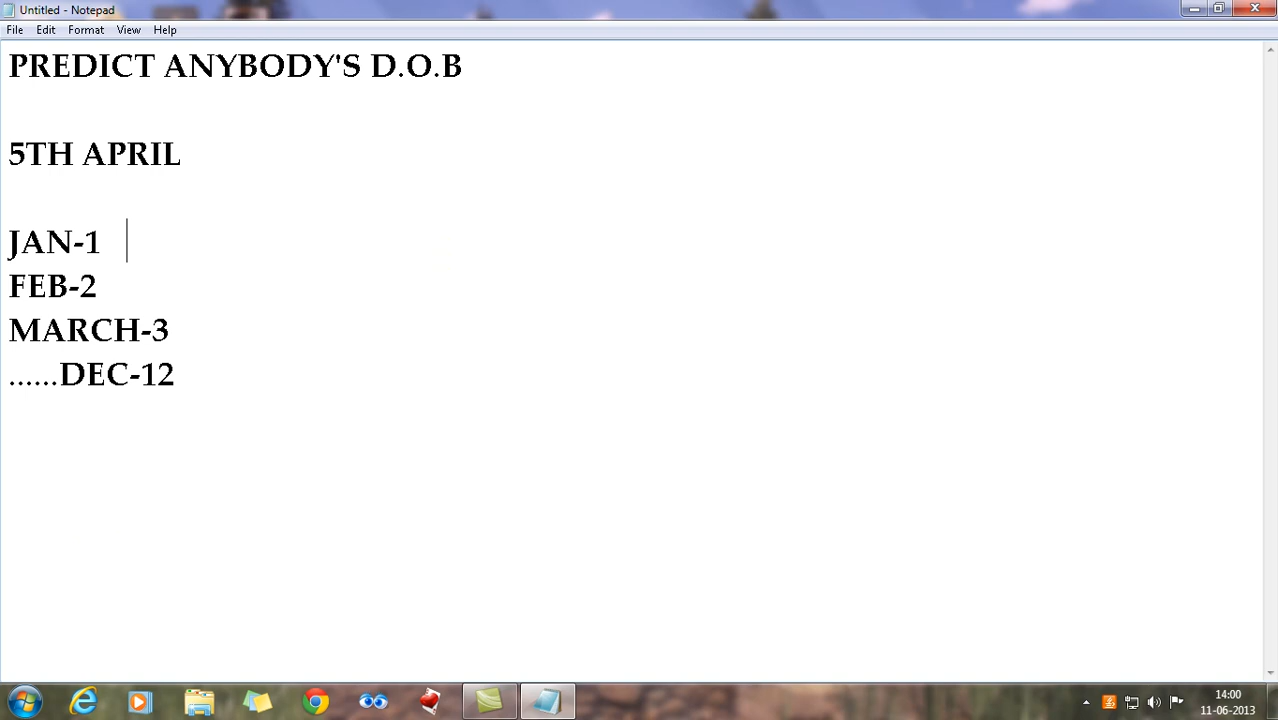 Untitled - Notepad
File Edit Format View Help
PREDICT ANYBODY'S D.O.B
5TH APRIL
JAN-1
FEB-2
MARCH-3
......DEC-12
14:00
11-06-2013